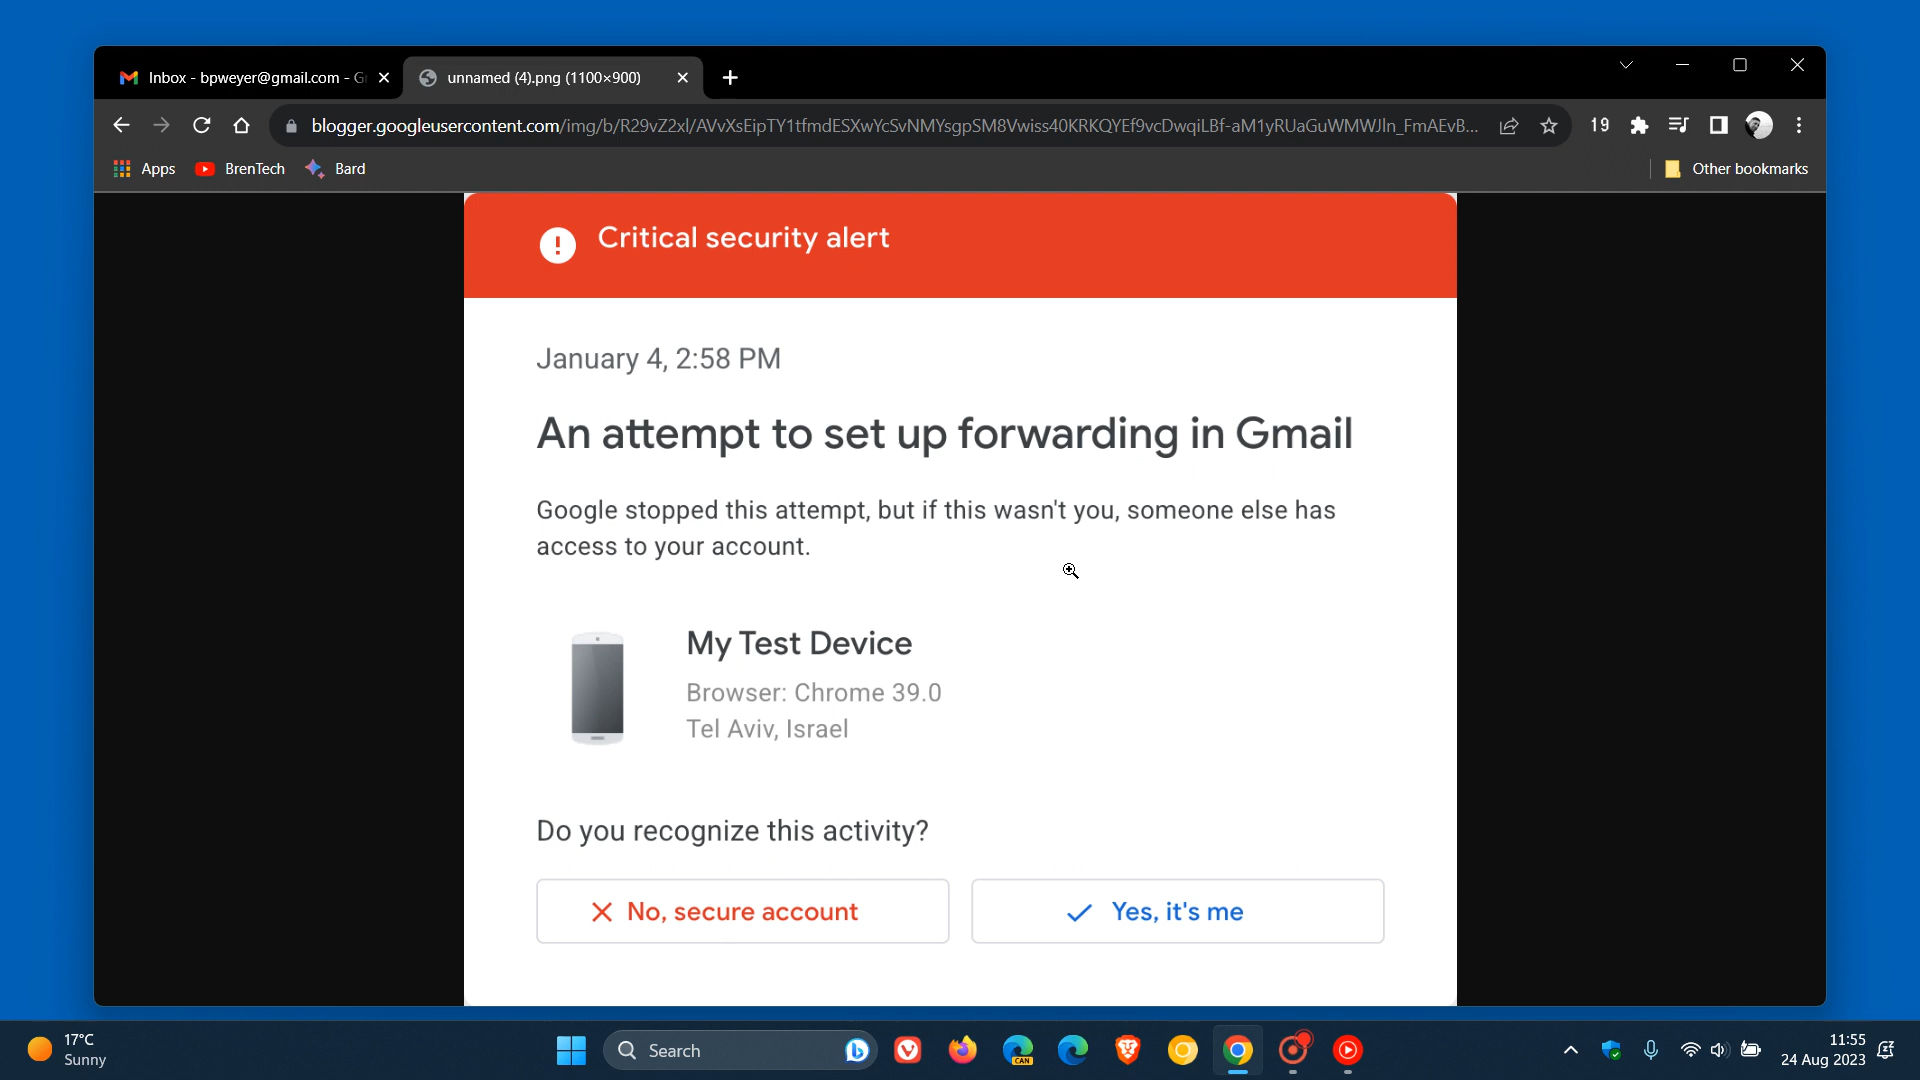 Inbox - bpweyer@gmail.com - G
unnamed (4).png (1100×900)
blogger.googleusercontent.com/img/b/R29vZ2xl/AVvXsEipTY1tfmdESXwYcSvNMYsgpSM8Vwiss40KRKQYEf9vcDwqiLBf-aM1yRUaGuWMWJln_FmAEvB...
19
Apps
BrenTech
Bard
Other bookmarks
Critical security alert
January 4, 2:58 PM
An attempt to set up forwarding in Gmail
Google stopped this attempt, but if this wasn't you, someone else has
access to your account.
My Test Device
Browser: Chrome 39.0
Tel Aviv, Israel
Do you recognize this activity?
No, secure account
Yes, it's me
17°C
Sunny
Search
CAN
11:55
24 Aug 2023